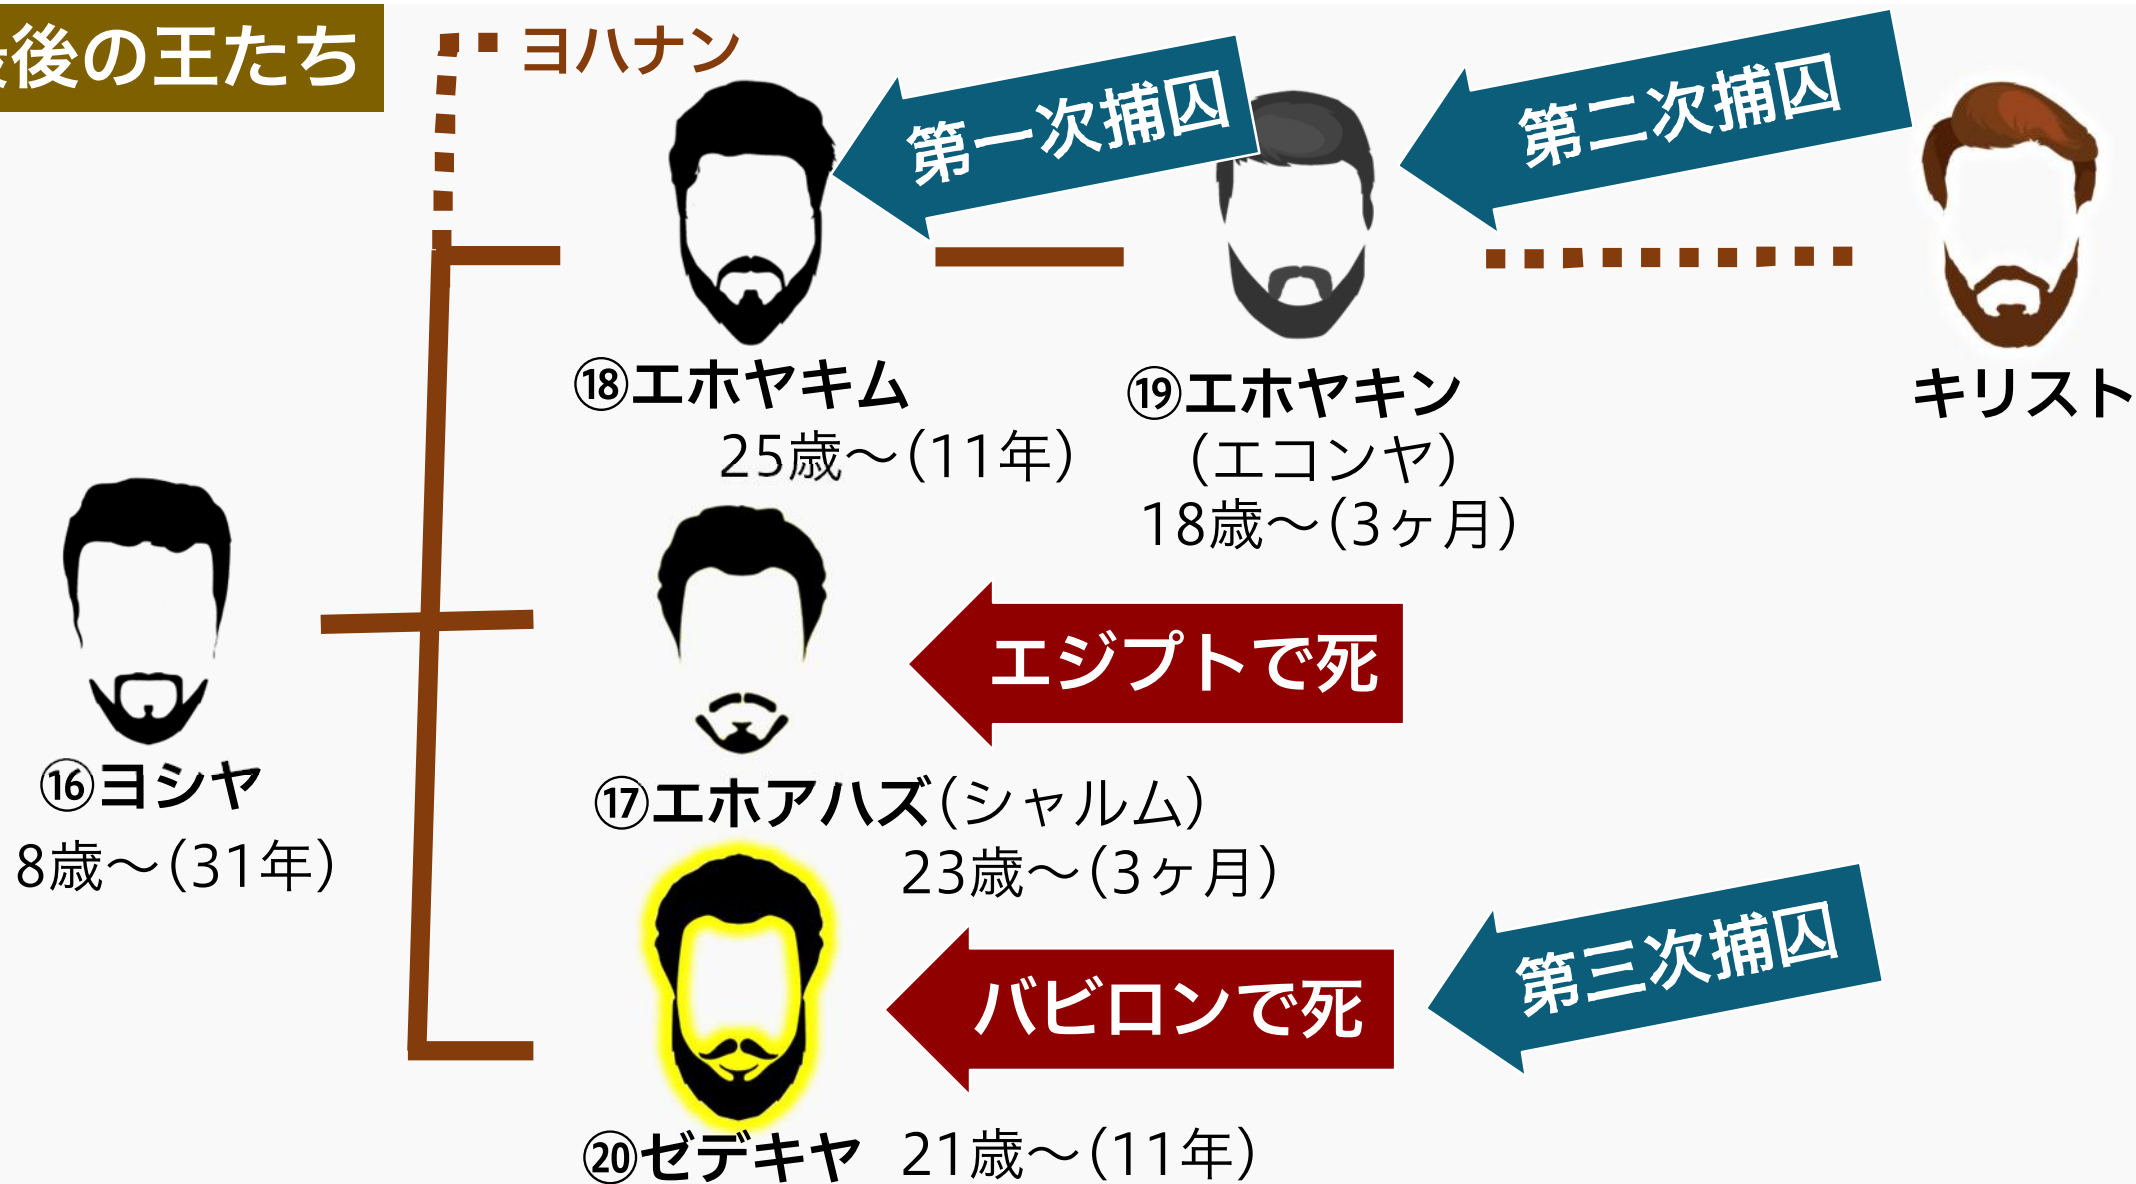 後の王たち
ヨハナン
第一次捕囚
第二次捕囚
⑱エホヤキム
25歳～(11年)
⑲エホヤキン
(エコンヤ)
18歳～(3ヶ月)
キリスト
エジプトで死
⑯ヨシヤ
8歳～(31年)
⑰エホアハズ(シャルム)
23歳～(3ヶ月)
バビロンで死
第三次捕囚
⑳ゼデキヤ 21歳～(11年)